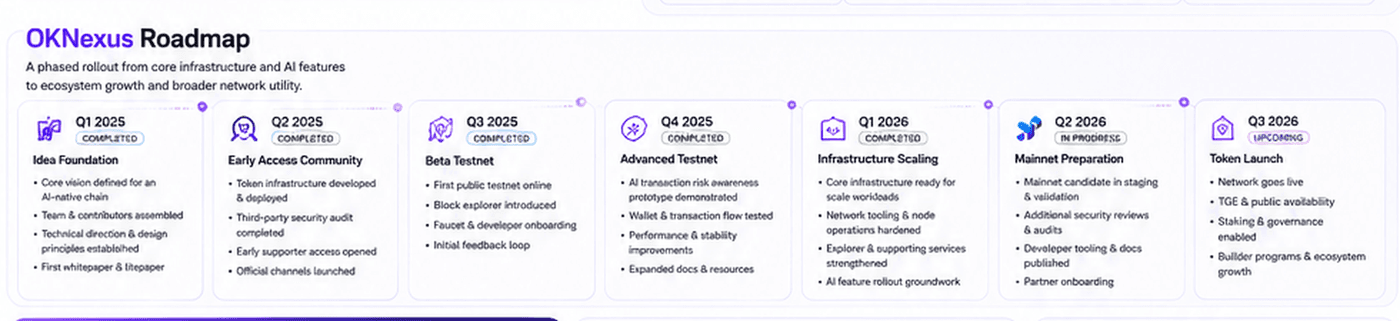 OKNexus Roadmap
A phased rollout from core infrastructure and AI features
to ecosystem growth and broader network utility.
Q1 2025
COMPLETED
Idea Foundation
• Core vision defined for an
AI-native chain
• Team & contributors assembled
• Technical direction & design
principles established
• First whitepaper & litepaper
Q2 2025
COMPLETED
Early Access Community
• Token infrastructure developed
& deployed
• Third-party security audit
completed
• Early supporter access opened
• Official channels launched
Q3 2025
COMPLETED
Beta Testnet
• First public testnet online
• Block explorer introduced
• Faucet & developer onboarding
• Initial feedback loop
Q4 2025
COMPLETED
Advanced Testnet
• AI transaction risk awareness
prototype demonstrated
• Wallet & transaction flow tested
• Performance & stability
improvements
• Expanded docs & resources
Q1 2026
COMPLETED
Infrastructure Scaling
• Core infrastructure ready for
scale workloads
• Network tooling & node
operations hardened
• Explorer & supporting services
strengthened
• AI feature rollout groundwork
Q2 2026
IN PROGRESS
Mainnet Preparation
• Mainnet candidate in staging
& validation
• Additional security reviews
& audits
• Developer tooling & docs
published
• Partner onboarding
Q3 2026
UPCOMING
Token Launch
• Network goes live
• TGE & public availability
• Staking & governance
enabled
• Builder programs & ecosystem
growth